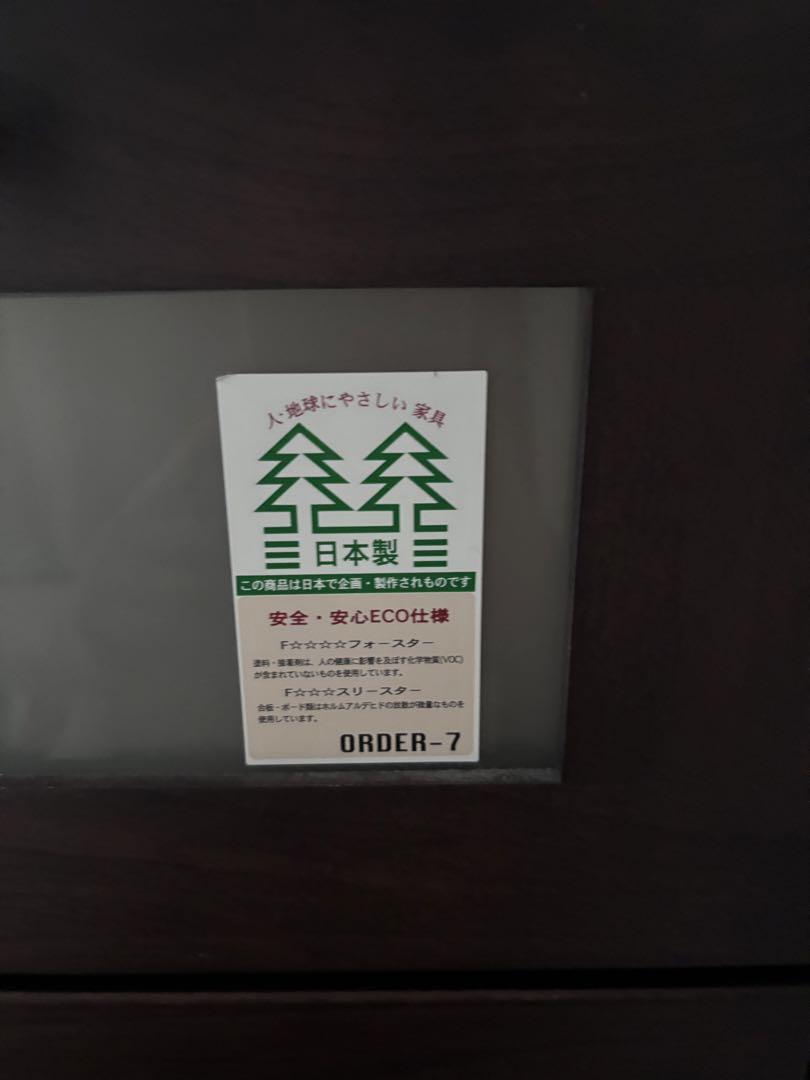 人・地球にやさしい 家具
日本製
この商品は日本で企画・製作されものです
安全・安心ECO仕様
F☆☆☆☆フォースター
塗料・接着剤は、人の健康に影響を及ぼす化学物質(VOC)
が含まれていないものを使用しています。
F☆☆☆スリースター
合板・ボード類はホルムアルデヒドの放散が微量なものを
使用しています。
ORDER-7